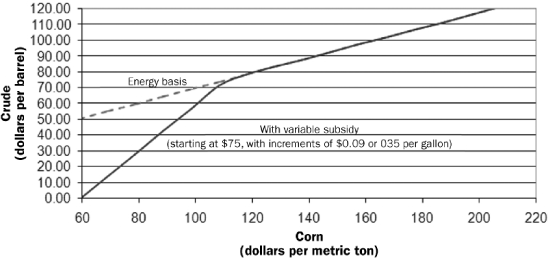 120.00
110.00
100.00
90.00
80.00
70.00
60.00
50.00
40.00
30.00
20.00
10.00
0.00
Crude
(dollars per barrel)
Energy basis
With variable subsidy
(starting at $75, with increments of $0.09 or 035 per gallon)
60 80 100 120 140 160 180 200 220
Corn
(dollars per metric ton)